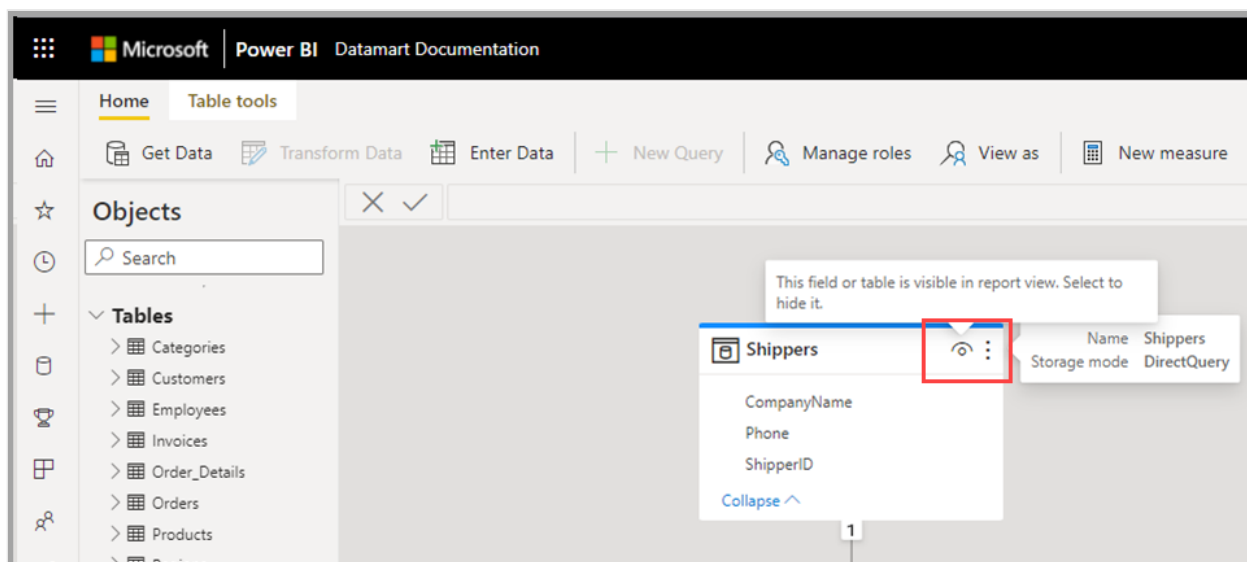 Microsoft Power BI Datamart Documentation
Home Table tools
Get Data Transform Data Enter Data New Query Manage roles View as New measure
Objects
Search
Tables
Categories
Customers
Employees
Invoices
Order_Details
Orders
Products
This field or table is visible in report view. Select to
hide it.
Shippers
Name Shippers
Storage mode DirectQuery
CompanyName
Phone
ShipperID
Collapse
1